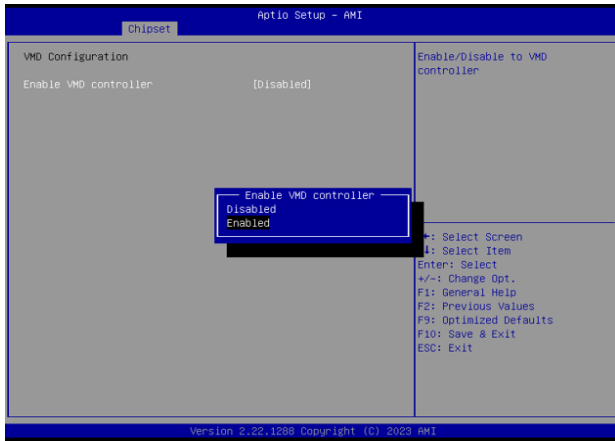 Aptio Setup - AMI
Chipset
VMD Configuration
Enable VMD controller [Disabled]
Enable/Disable to VMD
controller
Enable VMD controller
Disabled
Enabled
: Select Screen
: Select Item
Enter: Select
+/-: Change Opt.
F1: General Help
F2: Previous Values
F9: Optimized Defaults
F10: Save & Exit
ESC: Exit
Version 2.22.1288 Copyright (C) 2023 AMI